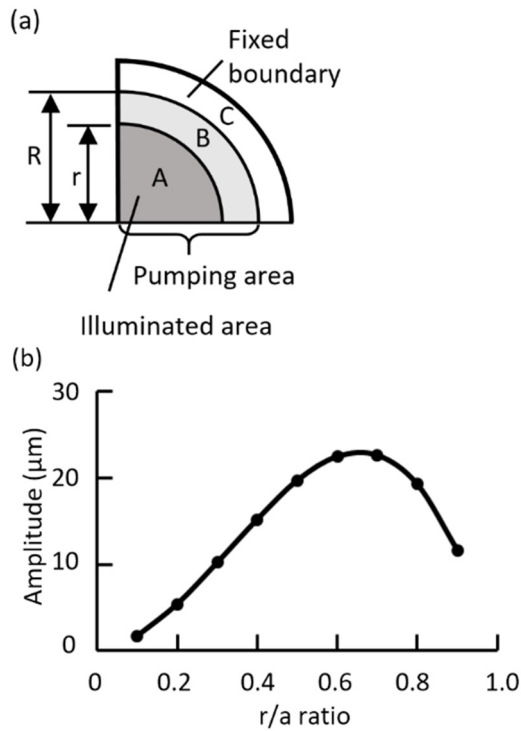 (a)
Fixed
boundary
C
B
R
r
A
Pumping area
Illuminated area
(b)
30
20
10
0
Amplitude (μm)
0 0.2 0.4 0.6 0.8 1.0
r/a ratio